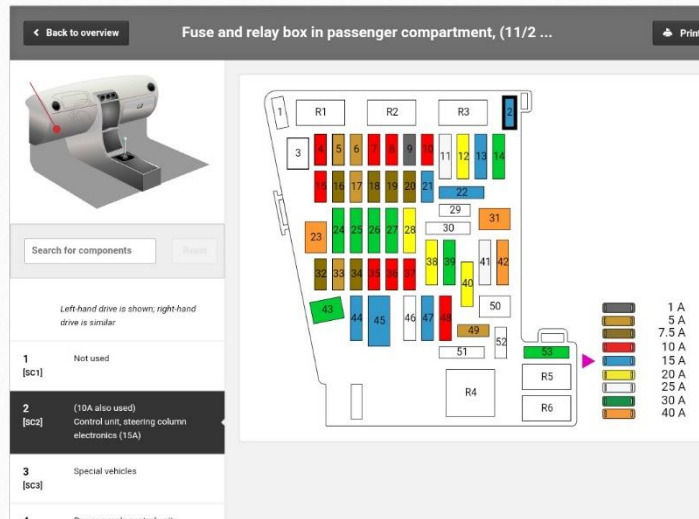 Back to overview
Fuse and relay box in passenger compartment, (11/2 ...
Print
Search for components
Left-hand drive is shown; right-hand
drive is similar
1
[SC1]
Not used
2
[SC2]
(10A also used)
Control unit, steering column
electronics (15A)
3
[SC3]
Special vehicles
1 R1 R2 R3 2
3 4 5 6 7 8 9 10 11 12 13 14
15 16 17 18 19 20 21 22
29
30
31
23 24 25 26 27 28
38 39 40 41 42
32 33 34 35 36 37
43 44 45 46 47 48 49 50
51 52 53
R4 R5 R6
1 A
5 A
7.5 A
10 A
15 A
20 A
25 A
30 A
40 A